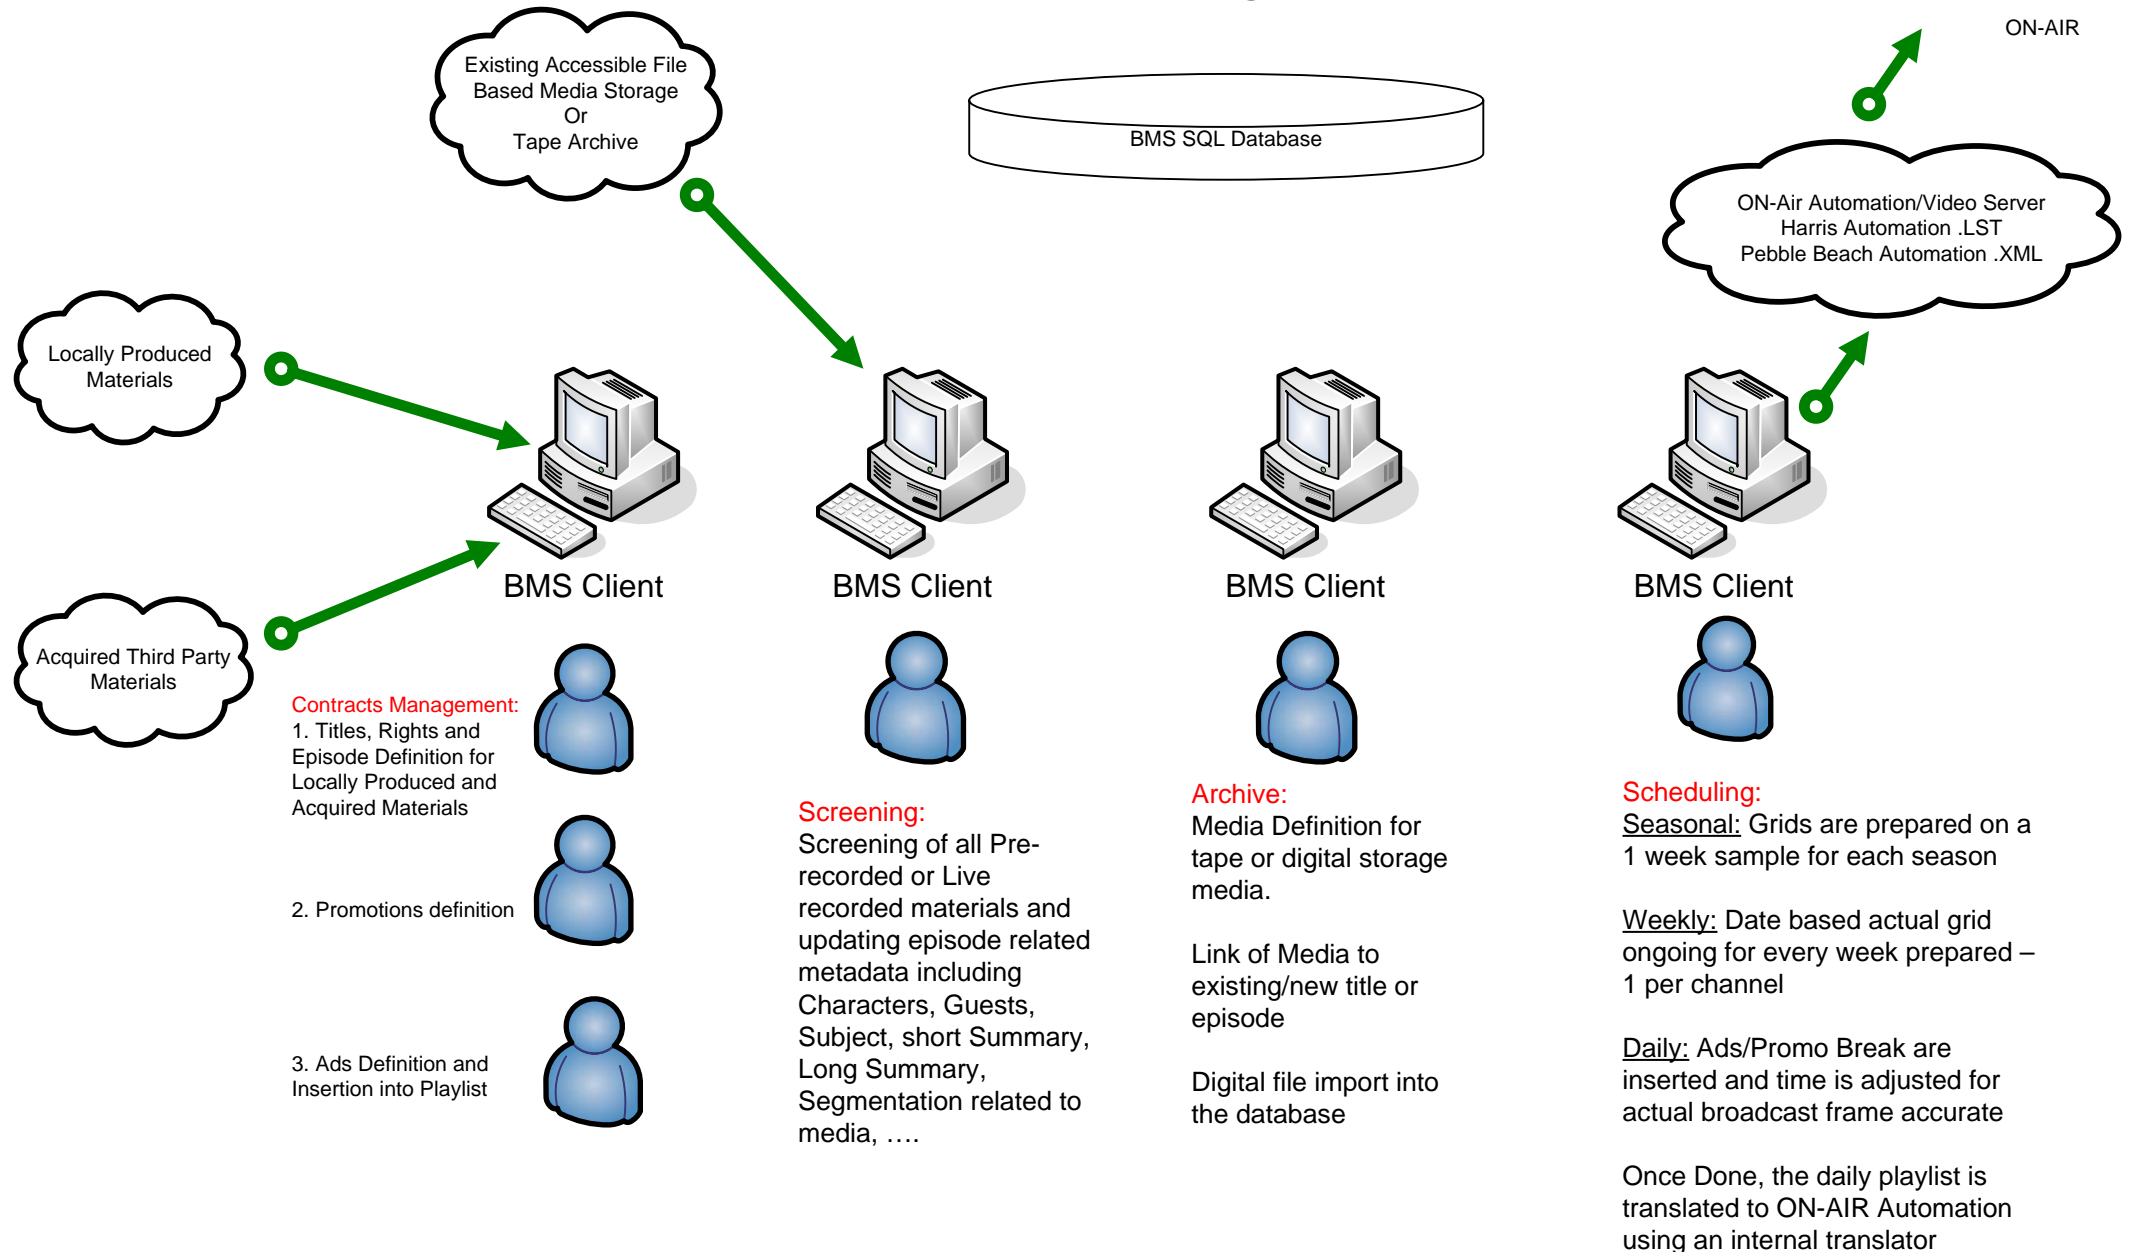 ON-AIR
Existing Accessible File
Based Media Storage
Or
Tape Archive
BMS SQL Database
ON-Air Automation/Video Server
Harris Automation .LST
Pebble Beach Automation .XML
Locally Produced
Materials
Acquired Third Party
Materials
BMS Client
BMS Client
BMS Client
BMS Client
Contracts Management:
1. Titles, Rights and
Episode Definition for
Locally Produced and
Acquired Materials
2. Promotions definition
3. Ads Definition and
Insertion into Playlist
Screening:
Screening of all Pre-
recorded or Live
recorded materials and
updating episode related
metadata including
Characters, Guests,
Subject, short Summary,
Long Summary,
Segmentation related to
media, ….
Archive:
Media Definition for
tape or digital storage
media.
Link of Media to
existing/new title or
episode
Digital file import into
the database
Scheduling:
Seasonal: Grids are prepared on a
1 week sample for each season
Weekly: Date based actual grid
ongoing for every week prepared –
1 per channel
Daily: Ads/Promo Break are
inserted and time is adjusted for
actual broadcast frame accurate
Once Done, the daily playlist is
translated to ON-AIR Automation
using an internal translator